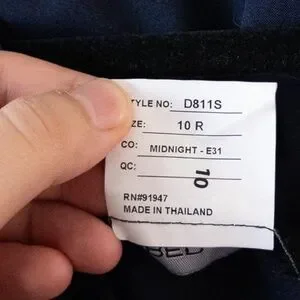 TYLE NO: D811S
ZE: 10 R
CO: MIDNIGHT - E31
QC: 10
RN#91947
MADE IN THAILAND